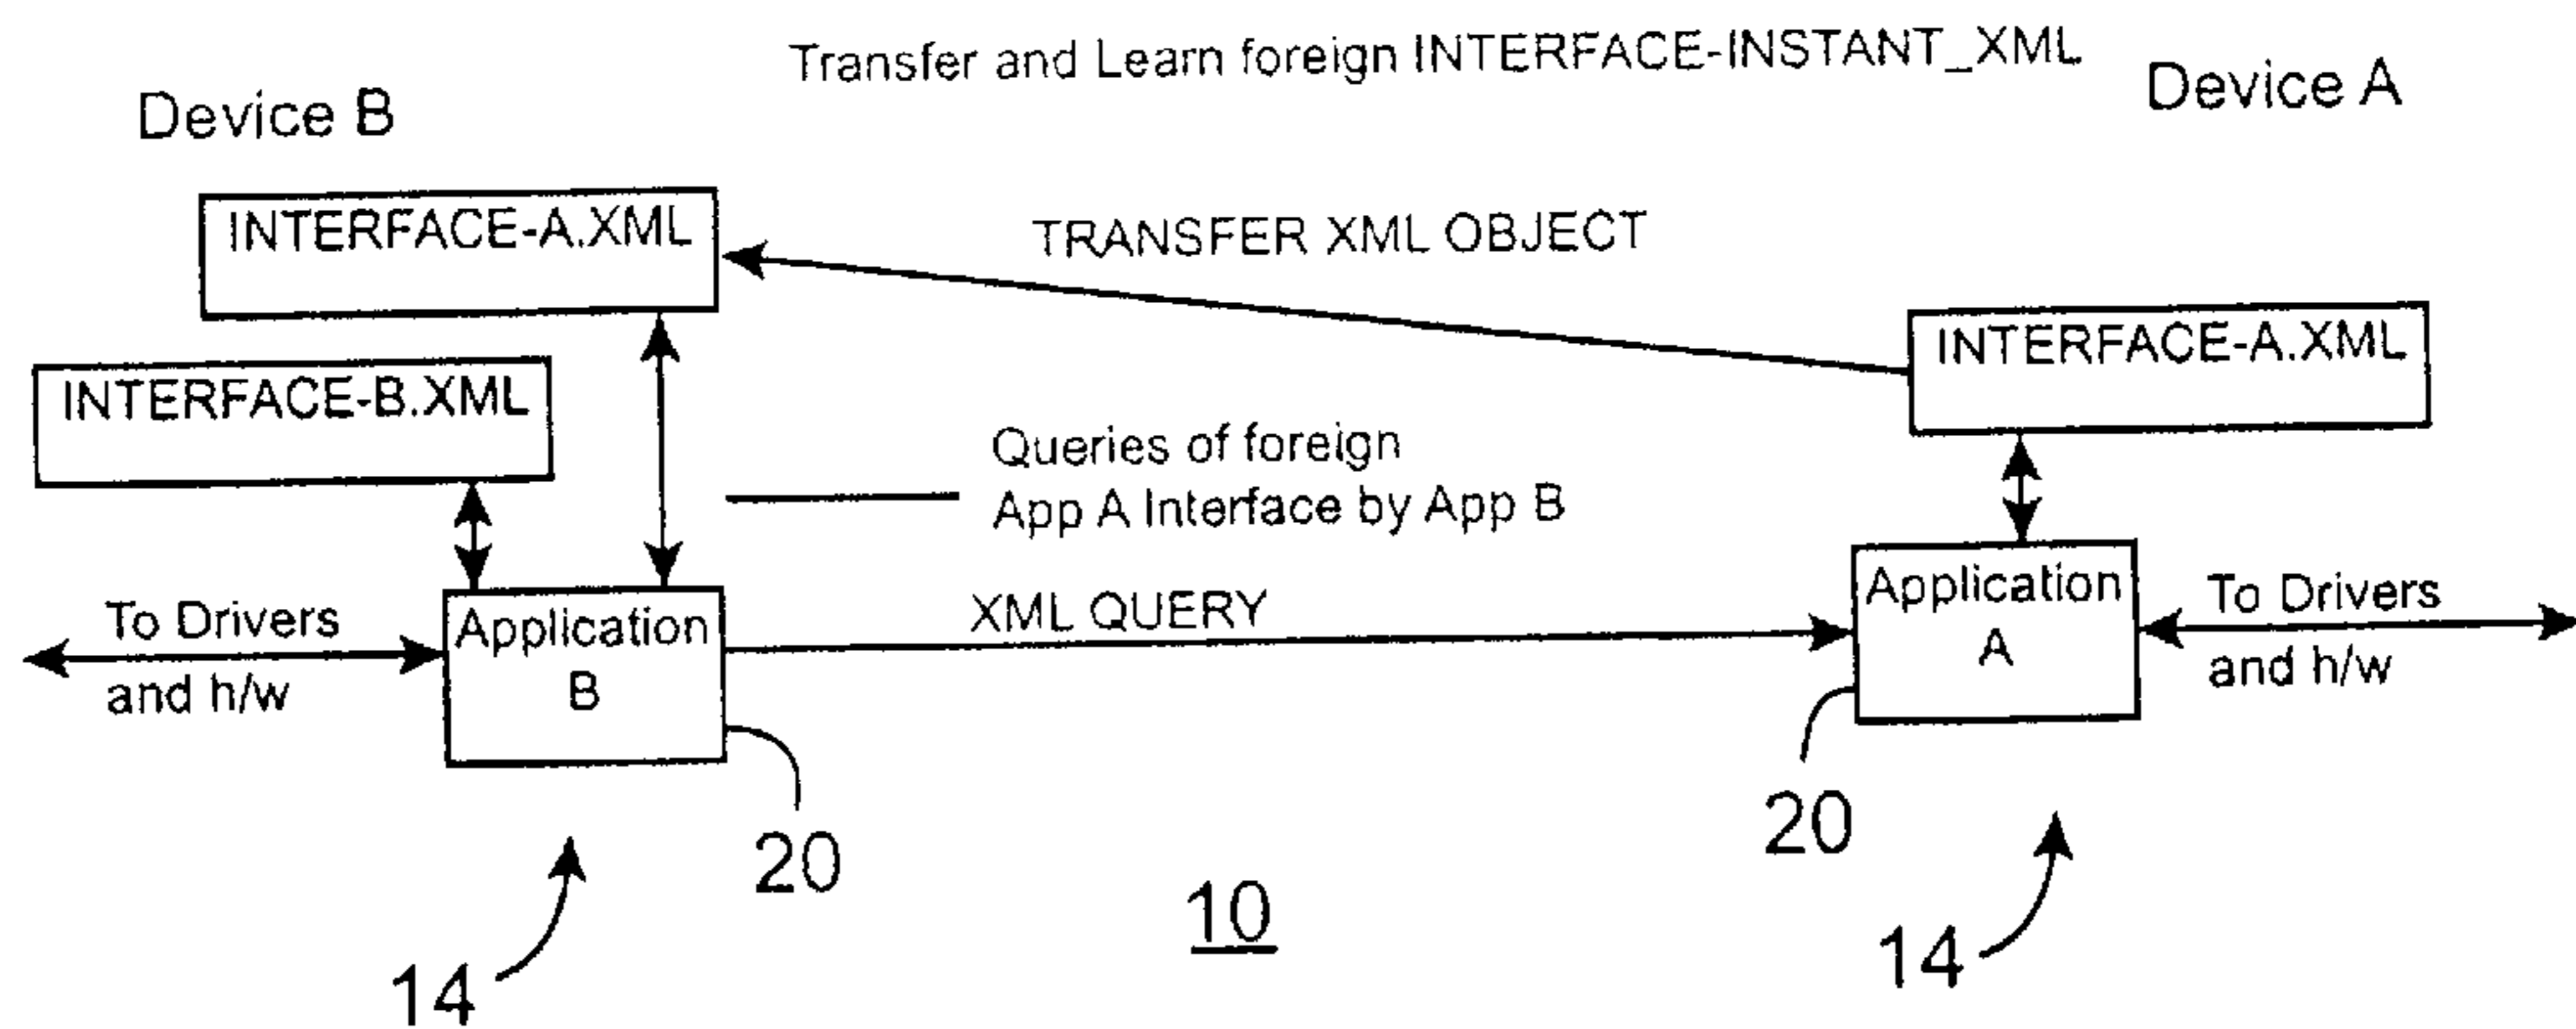 Transfer and Learn foreign INTERFACE-INSTANT_XML
Device B
Device A
INTERFACE-A.XML
TRANSFER XML OBJECT
INTERFACE-A.XML
INTERFACE-B.XML
Queries of foreign
App A Interface by App B
To Drivers
and h/w
Application
B
XML QUERY
Application
A
To Drivers
and h/w
20
20
14
10
14